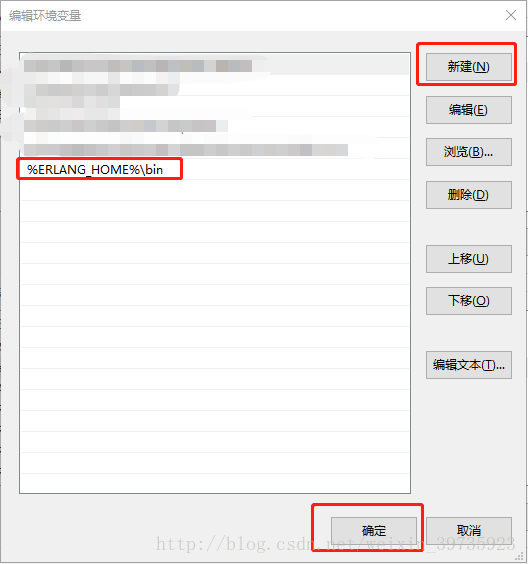 编辑环境变量
新建(N)
编辑(E)
浏览(B)...
%ERLANG_HOME%\bin
删除(D)
上移(U)
下移(O)
编辑文本(T)...
确定
取消
http://blog.csdn.net/weixin_39735923